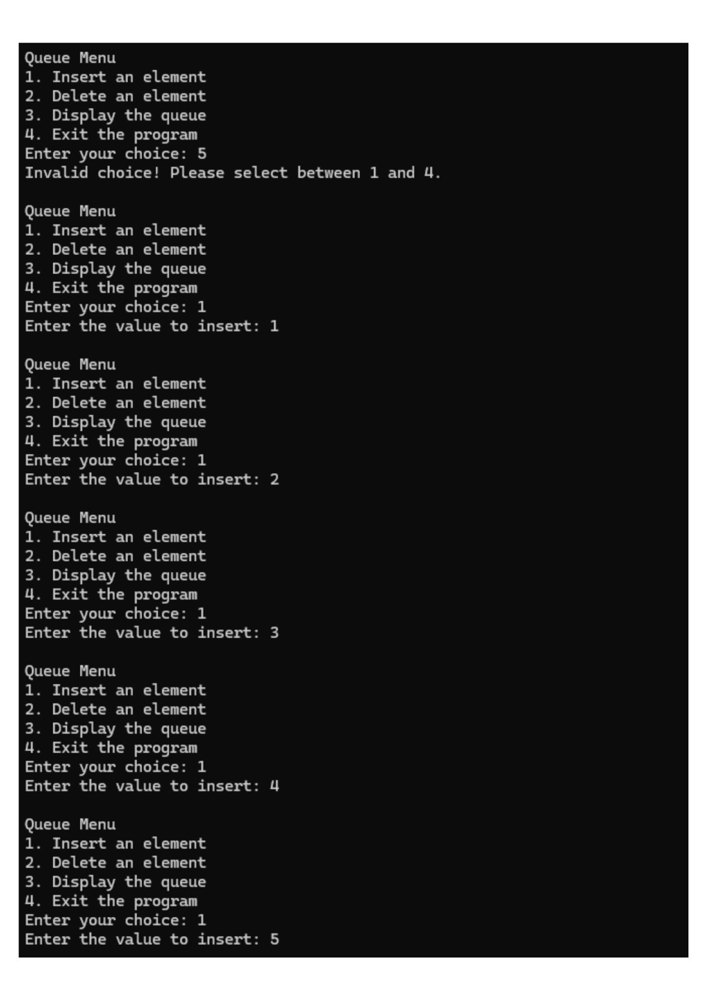 Queue Menu
1. Insert an element
2. Delete an element
3. Display the queue
4. Exit the program
Enter your choice: 5
Invalid choice! Please select between 1 and 4.
Queue Menu
1. Insert an element
2. Delete an element
3. Display the queue
4. Exit the program
Enter your choice: 1
Enter the value to insert: 1
Queue Menu
1. Insert an element
2. Delete an element
3. Display the queue
4. Exit the program
Enter your choice: 1
Enter the value to insert: 2
Queue Menu
1. Insert an element
2. Delete an element
3. Display the queue
4. Exit the program
Enter your choice: 1
Enter the value to insert: 3
Queue Menu
1. Insert an element
2. Delete an element
3. Display the queue
4. Exit the program
Enter your choice: 1
Enter the value to insert: 4
Queue Menu
1. Insert an element
2. Delete an element
3. Display the queue
4. Exit the program
Enter your choice: 1
Enter the value to insert: 5